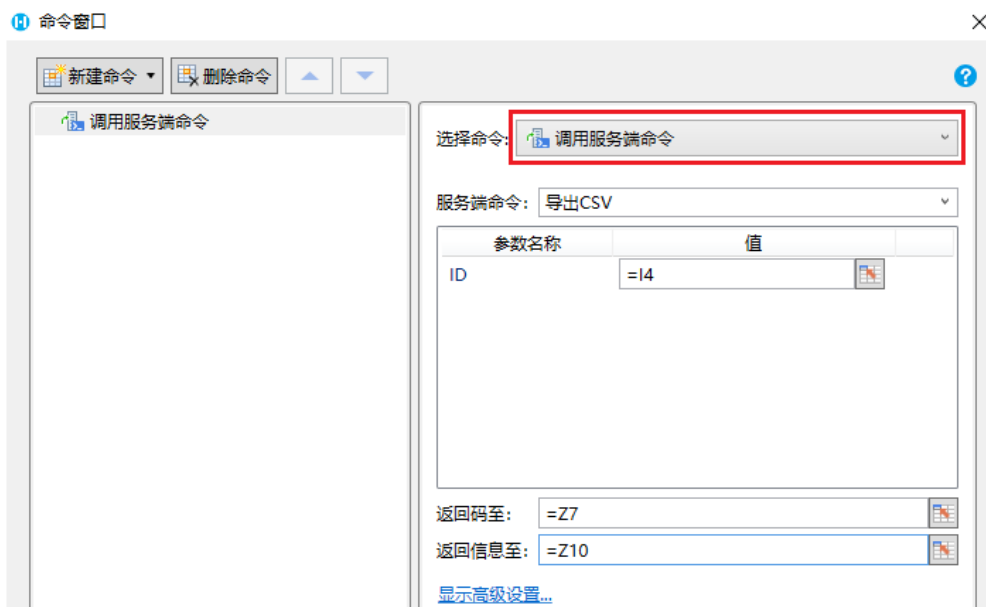 命令窗口
新建命令 删除命令
调用服务端命令
选择命令: 调用服务端命令
服务端命令: 导出CSV
参数名称 值
ID =I4
返回码至: =Z7
返回信息至: =Z10
显示高级设置...